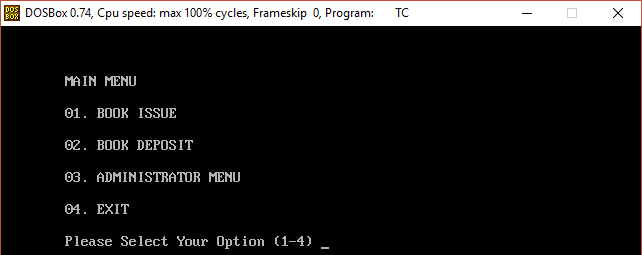 DOSBox 0.74, Cpu speed: max 100% cycles, Frameskip 0, Program: TC
MAIN MENU
01. BOOK ISSUE
02. BOOK DEPOSIT
03. ADMINISTRATOR MENU
04. EXIT
Please Select Your Option (1-4) _